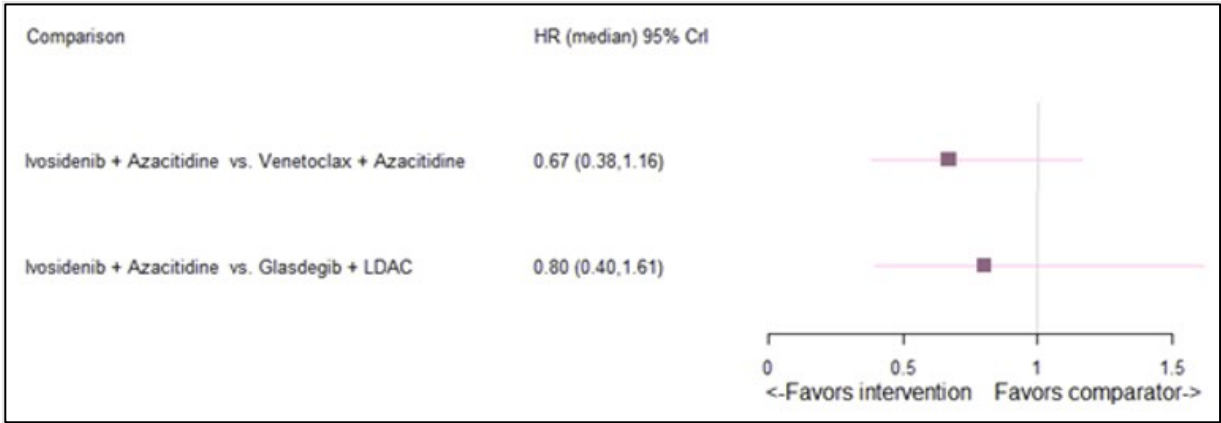 Comparison HR (median) 95% CrI
Ivosidenib + Azacitidine vs. Venetoclax + Azacitidine 0.67 (0.38,1.16)
Ivosidenib + Azacitidine vs. Glasdegib + LDAC 0.80 (0.40,1.61)
0 0.5 1 1.5
<-Favors intervention Favors comparator->